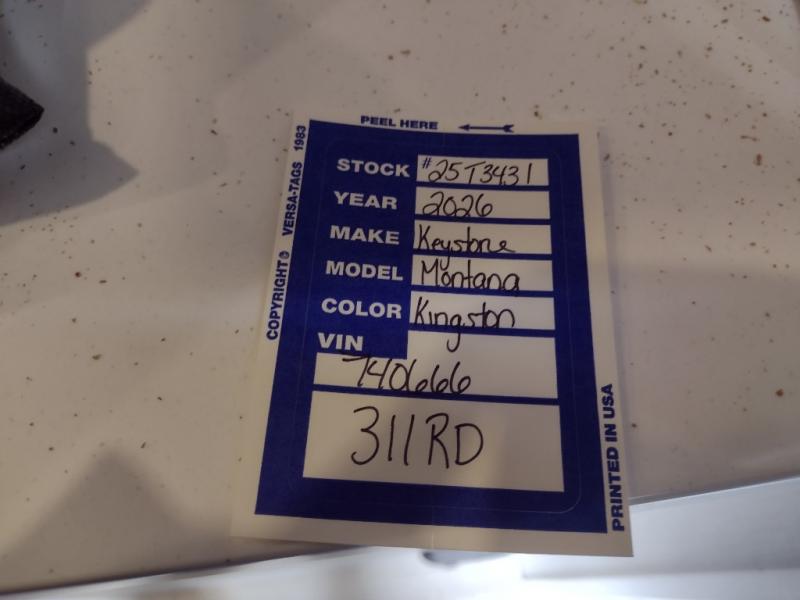 PEEL HERE
COPYRIGHT© VERSA-TAGS 1983
STOCK #25T3431
YEAR 2026
MAKE Keystone
MODEL Montana
COLOR Kingston
VIN
740666
311RD
PRINTED IN USA